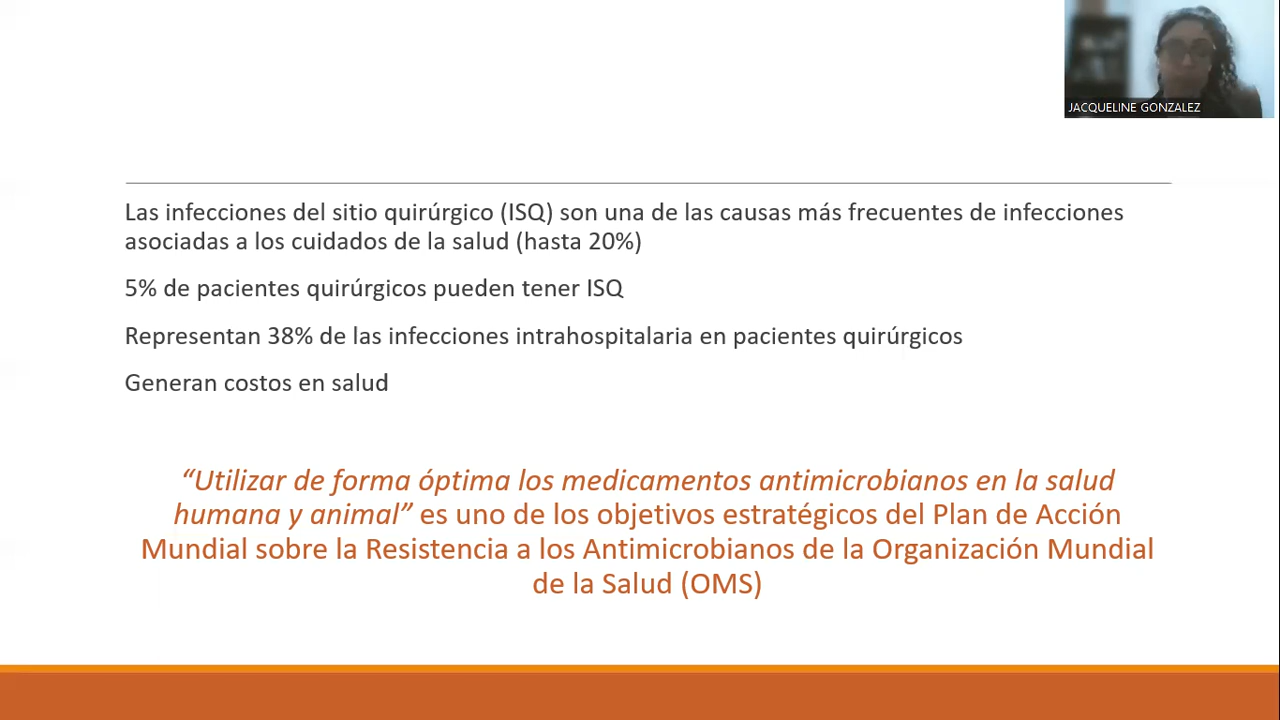 JACQUELINE GONZALEZ
Las infecciones del sitio quirúrgico (ISQ) son una de las causas más frecuentes de infecciones
asociadas a los cuidados de la salud (hasta 20%)
5% de pacientes quirúrgicos pueden tener ISQ
Representan 38% de las infecciones intrahospitalaria en pacientes quirúrgicos
Generan costos en salud
“Utilizar de forma óptima los medicamentos antimicrobianos en la salud
humana y animal” es uno de los objetivos estratégicos del Plan de Acción
Mundial sobre la Resistencia a los Antimicrobianos de la Organización Mundial
de la Salud (OMS)